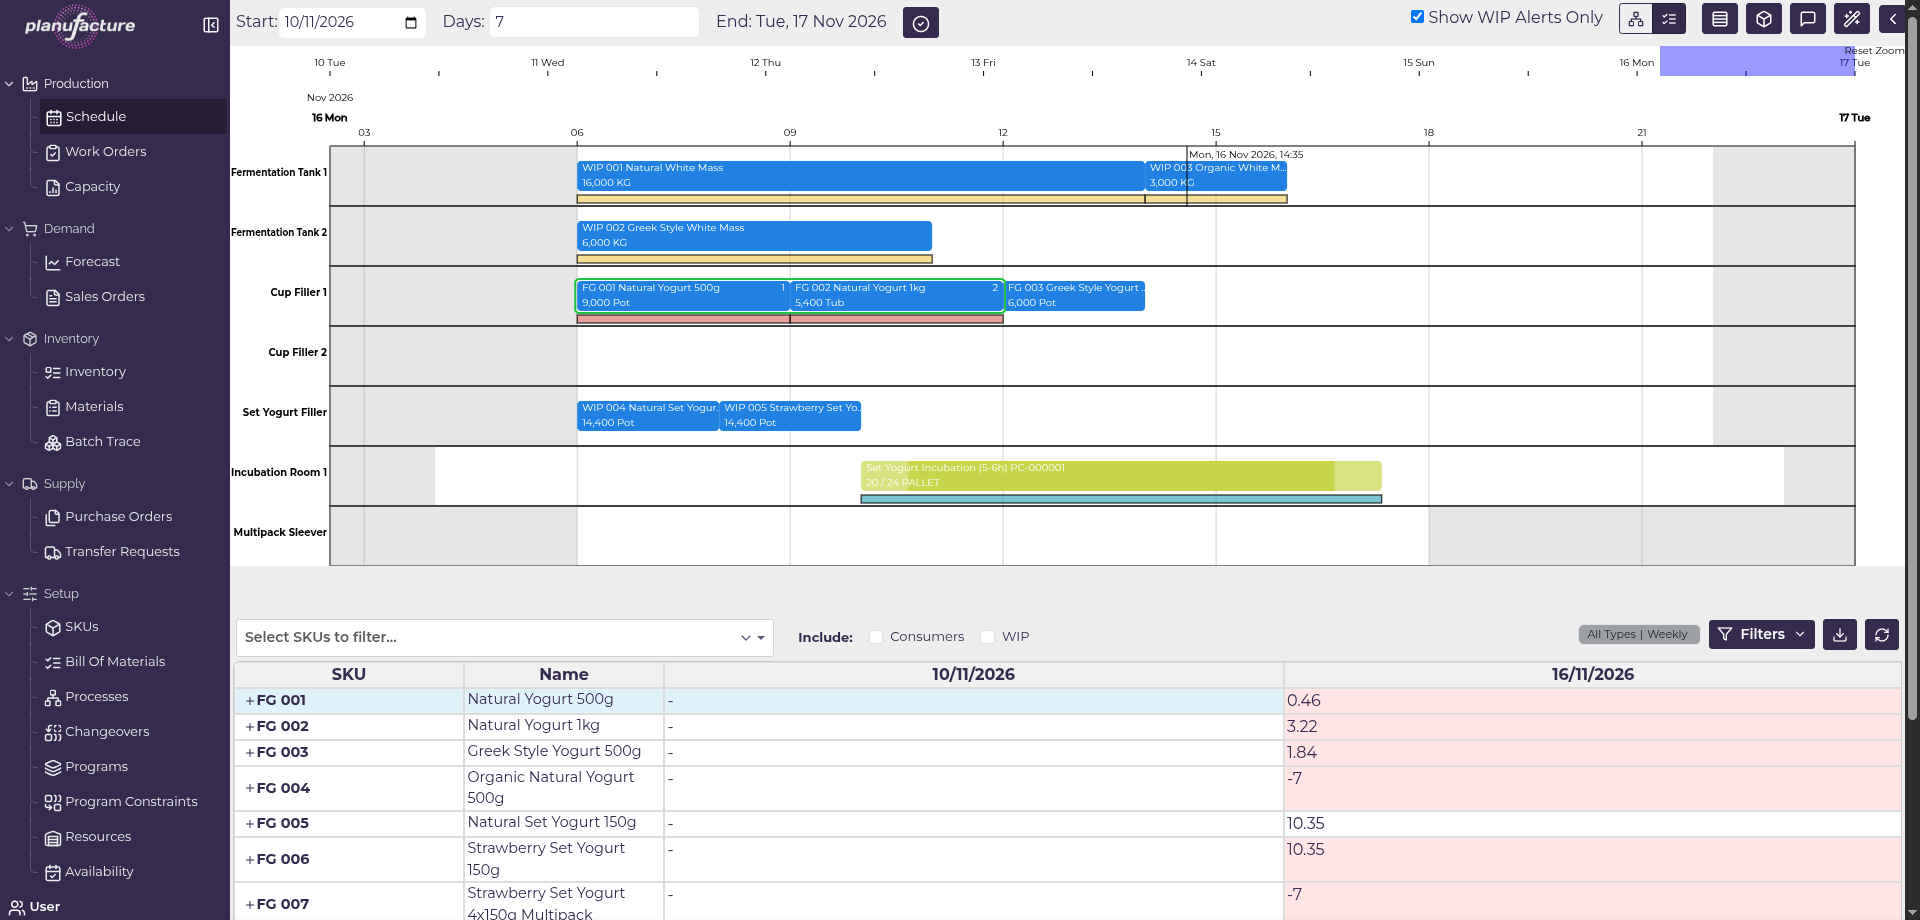 planufacture
Production
Schedule
Work Orders
Capacity
Demand
Forecast
Sales Orders
Inventory
Inventory
Materials
Batch Trace
Supply
Purchase Orders
Transfer Requests
Setup
SKUs
Bill Of Materials
Processes
Changeovers
Programs
Program Constraints
Resources
Availability
User
Start: 10/11/2026 Days: 7 End: Tue, 17 Nov 2026 Show WIP Alerts Only
Reset Zoom
10 Tue 11 Wed 12 Thu 13 Fri 14 Sat 15 Sun 16 Mon 17 Tue
Nov 2026
16 Mon 17 Tue
03 06 09 12 15 18 21
Mon, 16 Nov 2026, 14:35
Fermentation Tank 1
WIP 001 Natural White Mass
16,000 KG
WIP 003 Organic White M...
3,000 KG
Fermentation Tank 2
WIP 002 Greek Style White Mass
6,000 KG
Cup Filler 1
FG 001 Natural Yogurt 500g 1
9,000 Pot
FG 002 Natural Yogurt 1kg 2
5,400 Tub
FG 003 Greek Style Yogurt ...
6,000 Pot
Cup Filler 2
Set Yogurt Filler
WIP 004 Natural Set Yogur...
14,400 Pot
WIP 005 Strawberry Set Yo...
14,400 Pot
Incubation Room 1
Set Yogurt Incubation (5-6h) PC-000001
20 / 24 PALLET
Multipack Sleever
Select SKUs to filter... Include: Consumers WIP All Types | Weekly Filters
SKU Name 10/11/2026 16/11/2026
+FG 001 Natural Yogurt 500g - 0.46
+FG 002 Natural Yogurt 1kg - 3.22
+FG 003 Greek Style Yogurt 500g - 1.84
+FG 004 Organic Natural Yogurt 500g - -7
+FG 005 Natural Set Yogurt 150g - 10.35
+FG 006 Strawberry Set Yogurt 150g - 10.35
+FG 007 Strawberry Set Yogurt 4x150g Multipack - -7